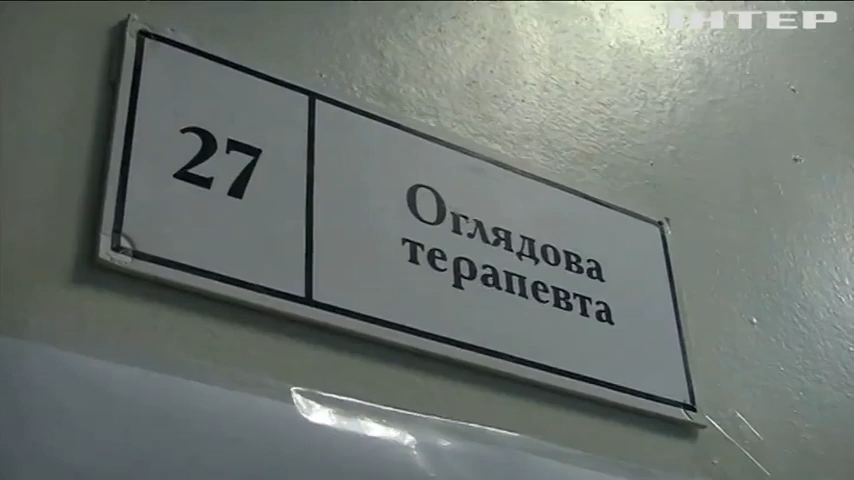 ІНТЕР
27
Оглядова
терапевта